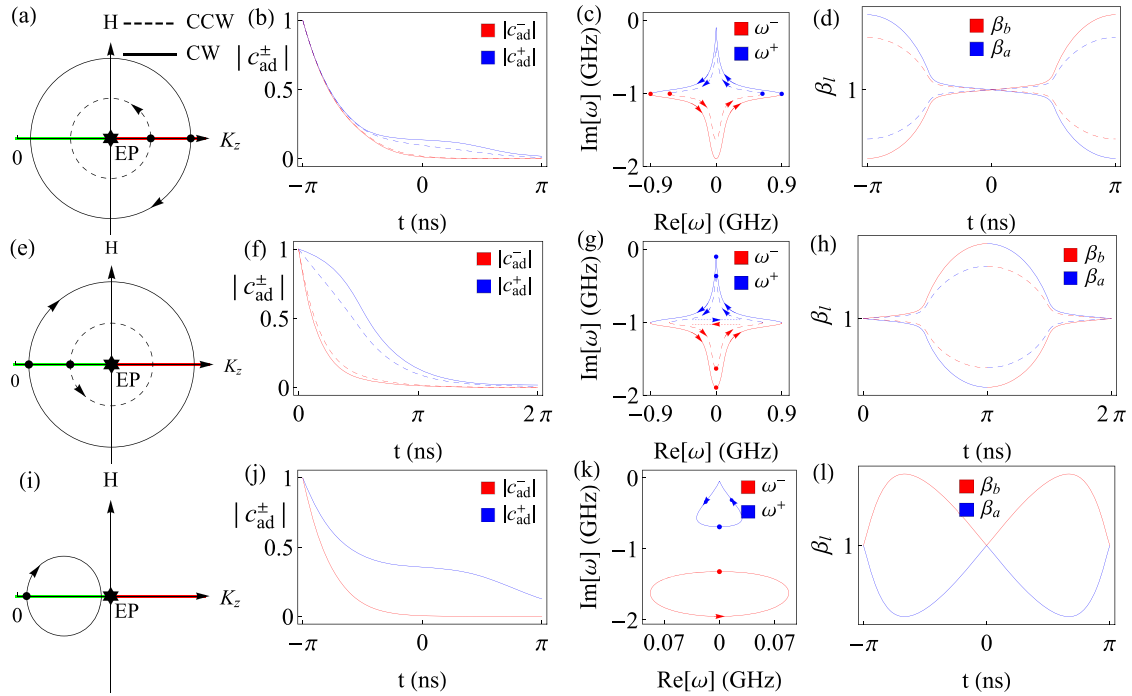 (a)
H
CCW
CW
EP
K_z
0
(b)
|c_ad^±|
|c_ad^-|
|c_ad^+|
1
0.5
0
−π
0
π
t (ns)
(c)
Im[ω] (GHz)
ω^-
ω^+
0
−1
−2
−0.9
0
0.9
Re[ω] (GHz)
(d)
β_l
β_b
β_a
1
−π
0
π
t (ns)
(e)
H
EP
K_z
0
(f)
|c_ad^±|
|c_ad^-|
|c_ad^+|
1
0.5
0
0
π
2 π
t (ns)
(g)
Im[ω] (GHz)
ω^-
ω^+
0
−1
−2
−0.9
0
0.9
Re[ω] (GHz)
(h)
β_l
β_b
β_a
1
0
π
2 π
t (ns)
(i)
H
EP
K_z
0
(j)
|c_ad^±|
|c_ad^-|
|c_ad^+|
1
0.5
0
−π
0
π
t (ns)
(k)
Im[ω] (GHz)
ω^-
ω^+
0
−1
−2
0.07
0
0.07
Re[ω] (GHz)
(l)
β_l
β_b
β_a
1
−π
0
π
t (ns)